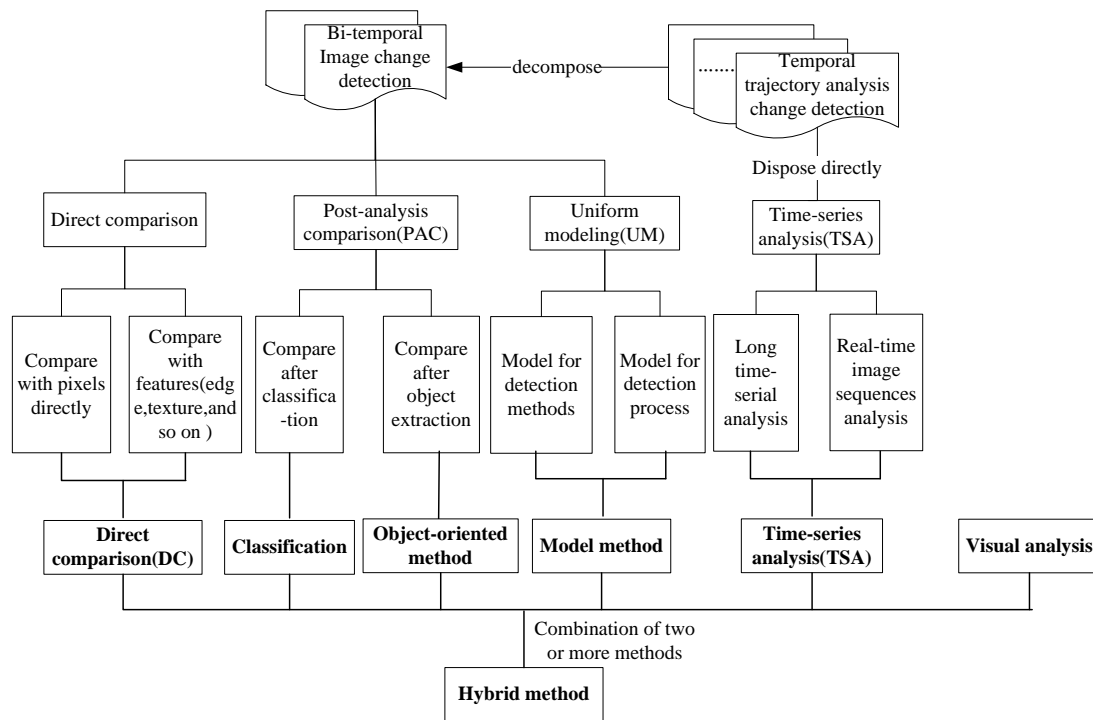 Bi-temporal
Image change
detection
decompose
........
Temporal
trajectory analysis
change detection
Dispose directly
Direct comparison
Post-analysis
comparison(PAC)
Uniform
modeling(UM)
Time-series
analysis(TSA)
Compare
with pixels
directly
Compare
with
features(edg
e,texture,and
so on )
Compare
after
classifica
-tion
Compare
after
object
extraction
Model for
detection
methods
Model for
detection
process
Long
time-
serial
analysis
Real-time
image
sequences
analysis
Direct
comparison(DC)
Classification
Object-oriented
method
Model method
Time-series
analysis(TSA)
Visual analysis
Combination of two
or more methods
Hybrid method